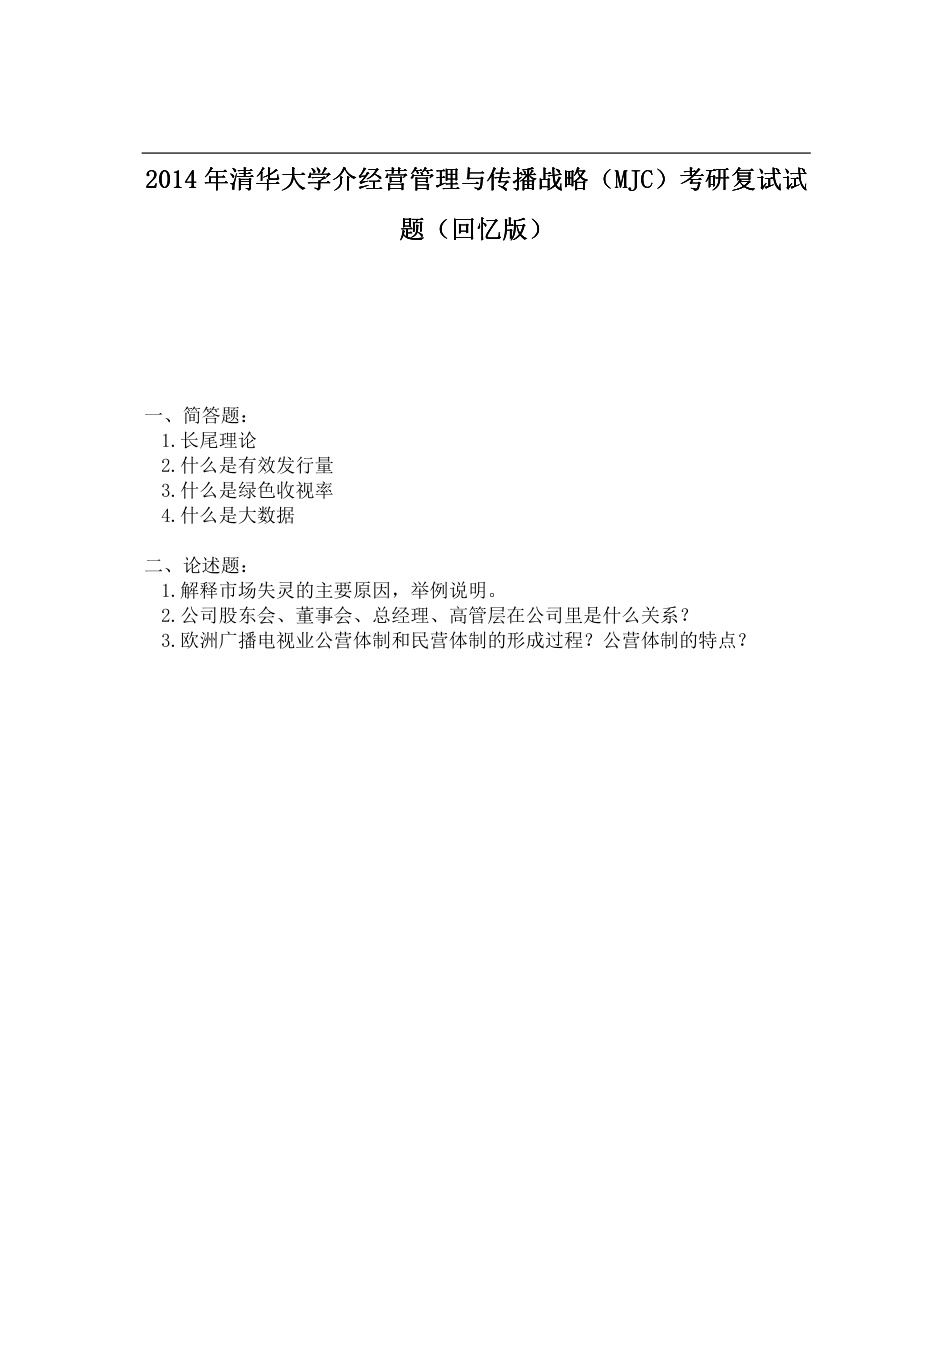 2014 年清华大学介经营管理与传播战略（MJC）考研复试试
题（回忆版）
一、简答题：
1.长尾理论
2.什么是有效发行量
3.什么是绿色收视率
4.什么是大数据
二、论述题：
1.解释市场失灵的主要原因，举例说明。
2.公司股东会、董事会、总经理、高管层在公司里是什么关系？
3.欧洲广播电视业公营体制和民营体制的形成过程？公营体制的特点？